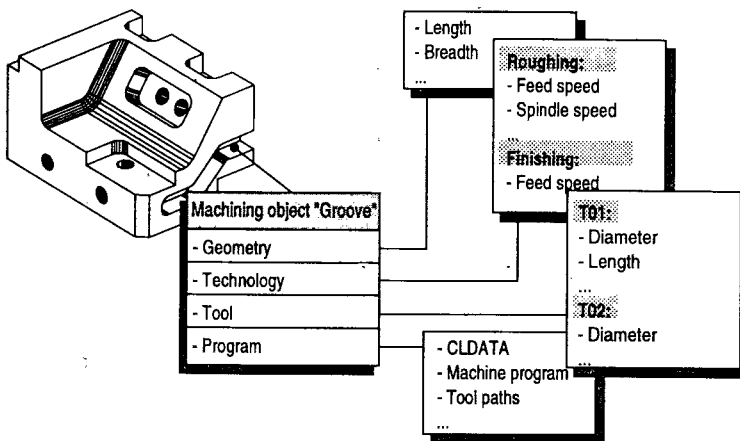 - Length
- Breadth
...
Roughing:
- Feed speed
- Spindle speed
...
Finishing:
- Feed speed
Machining object "Groove"
- Geometry
- Technology
- Tool
- Program
T01:
- Diameter
- Length
...
T02:
- Diameter
...
- CLDATA
- Machine program
- Tool paths
...